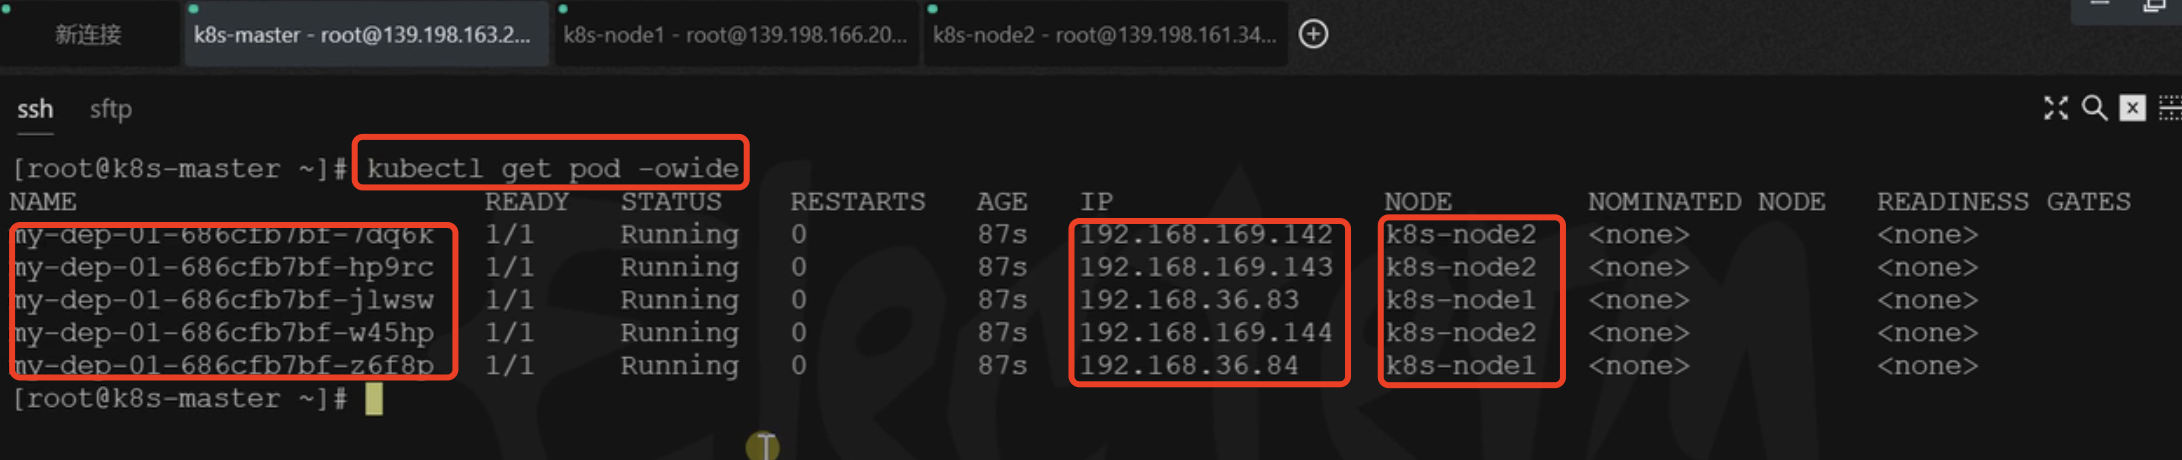 新连接 k8s-master - root@139.198.163.2... k8s-node1 - root@139.198.166.20... k8s-node2 - root@139.198.161.34...
ssh sftp
[root@k8s-master ~]# kubectl get pod -owide
NAME READY STATUS RESTARTS AGE IP NODE NOMINATED NODE READINESS GATES
my-dep-01-686cfb7bf-7dq6k 1/1 Running 0 87s 192.168.169.142 k8s-node2 <none> <none>
my-dep-01-686cfb7bf-hp9rc 1/1 Running 0 87s 192.168.169.143 k8s-node2 <none> <none>
my-dep-01-686cfb7bf-jlwsw 1/1 Running 0 87s 192.168.36.83 k8s-node1 <none> <none>
my-dep-01-686cfb7bf-w45hp 1/1 Running 0 87s 192.168.169.144 k8s-node2 <none> <none>
my-dep-01-686cfb7bf-z6f8p 1/1 Running 0 87s 192.168.36.84 k8s-node1 <none> <none>
[root@k8s-master ~]#
electerm